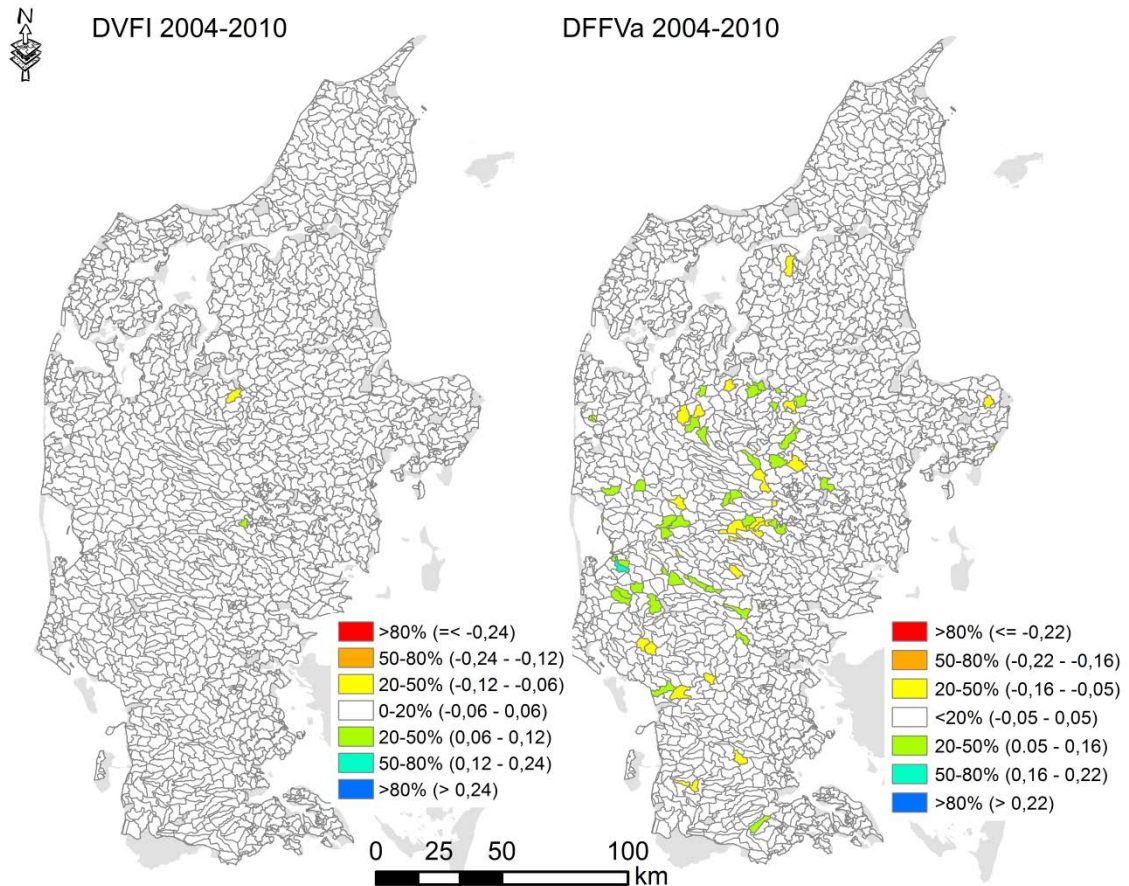 N
DVFI 2004-2010
DFFVa 2004-2010
>80% (=< -0,24)
50-80% (-0,24 - -0,12)
20-50% (-0,12 - -0,06)
0-20% (-0,06 - 0,06)
20-50% (0,06 - 0,12)
50-80% (0,12 - 0,24)
>80% (> 0,24)
>80% (<= -0,22)
50-80% (-0,22 - -0,16)
20-50% (-0,16 - -0,05)
<20% (-0,05 - 0,05)
20-50% (0.05 - 0,16)
50-80% (0,16 - 0,22)
>80% (> 0,22)
0 25 50 100
km